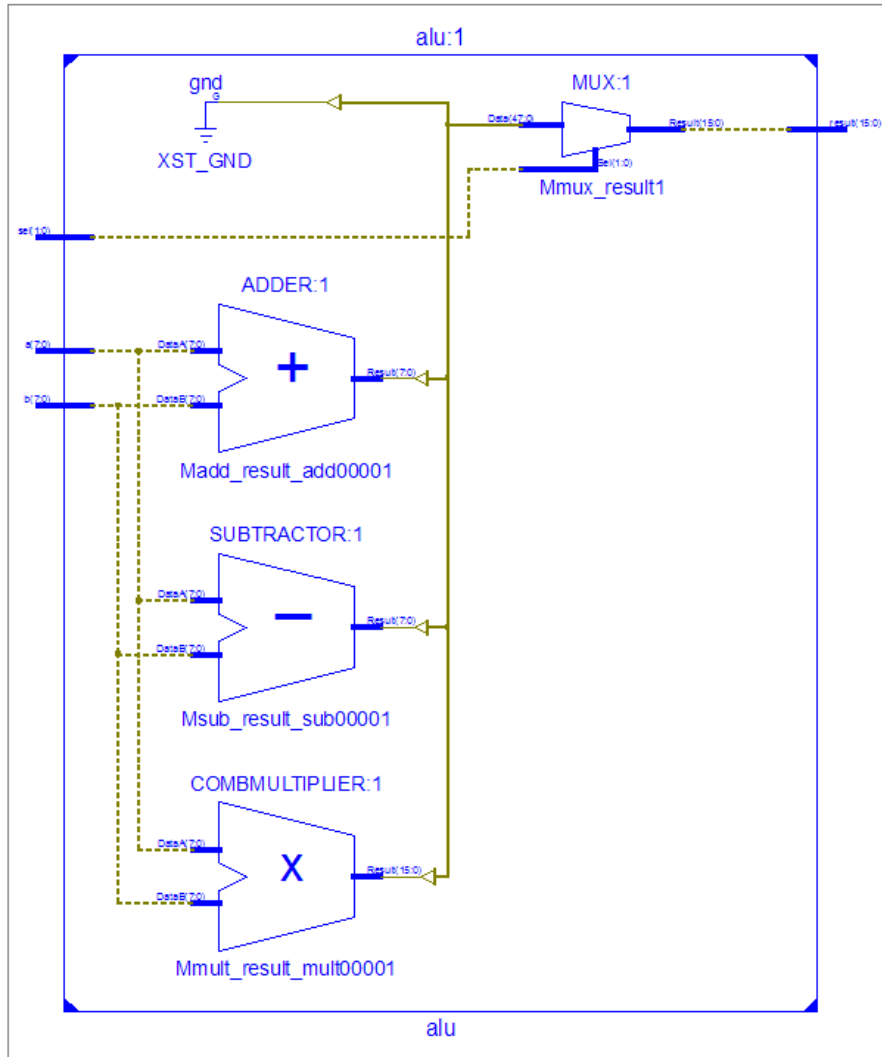 alu:1
gnd
G
XST_GND
MUX:1
Data(47:0)
Result(15:0)
result(15:0)
Sel(1:0)
Mmux_result1
sel(1:0)
ADDER:1
a(7:0)
DataA(7:0)
+
Result(7:0)
b(7:0)
DataB(7:0)
Madd_result_add00001
SUBTRACTOR:1
DataA(7:0)
−
Result(7:0)
DataB(7:0)
Msub_result_sub00001
COMBMULTIPLIER:1
DataA(7:0)
X
Result(15:0)
DataB(7:0)
Mmult_result_mult00001
alu